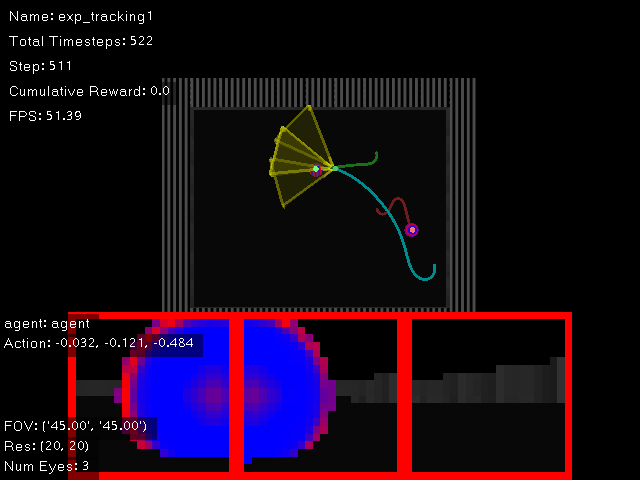 Name: exp_tracking1
Total Timesteps: 522
Step: 511
Cumulative Reward: 0.0
FPS: 51.39
agent: agent
Action: -0.032, -0.121, -0.484
FOV: ('45.00', '45.00')
Res: (20, 20)
Num Eyes: 3